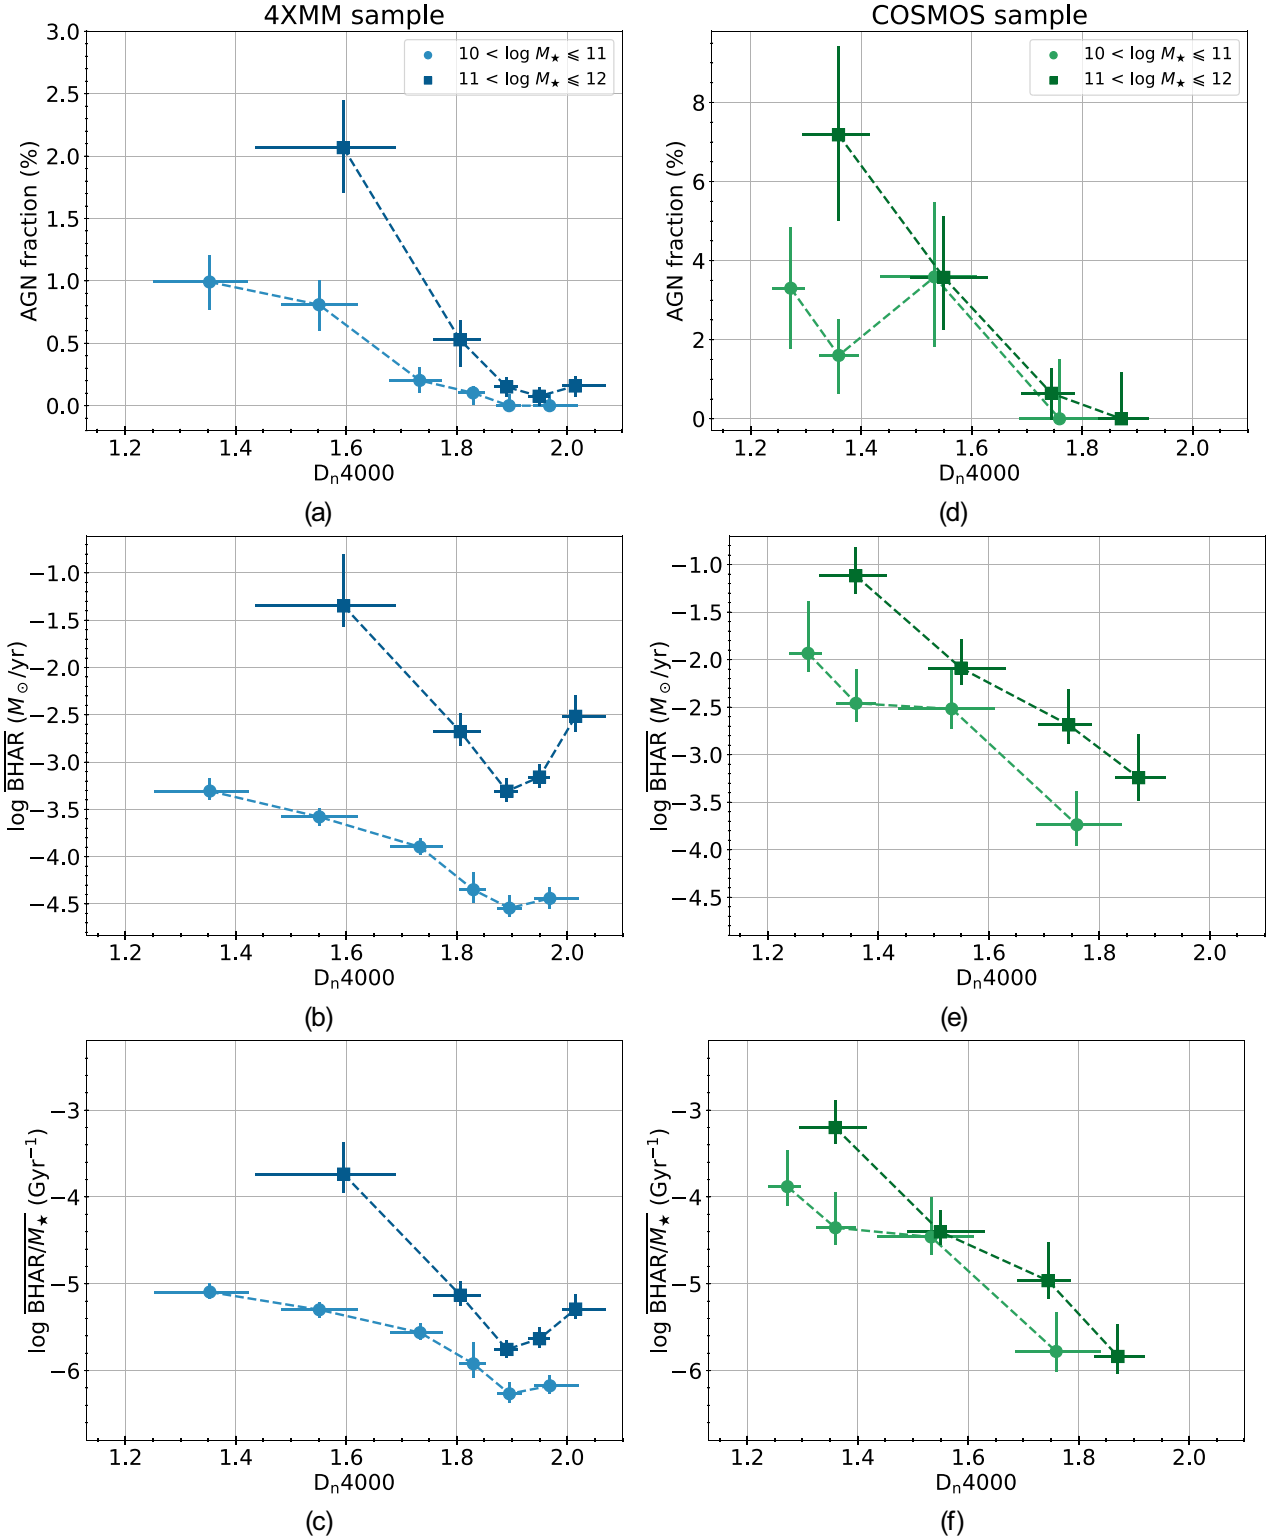 4XMM sample
3.0
2.5
2.0
1.5
1.0
0.5
0.0
AGN fraction (%)
10 < log M★ ⩽ 11
11 < log M★ ⩽ 12
1.2 1.4 1.6 1.8 2.0
Dn4000
(a)
COSMOS sample
8
6
4
2
0
AGN fraction (%)
10 < log M★ ⩽ 11
11 < log M★ ⩽ 12
1.2 1.4 1.6 1.8 2.0
Dn4000
(d)
−1.0
−1.5
−2.0
−2.5
−3.0
−3.5
−4.0
−4.5
log BHAR (M⊙/yr)
1.2 1.4 1.6 1.8 2.0
Dn4000
(b)
−1.0
−1.5
−2.0
−2.5
−3.0
−3.5
−4.0
−4.5
log BHAR (M⊙/yr)
1.2 1.4 1.6 1.8 2.0
Dn4000
(e)
−3
−4
−5
−6
log BHAR/M★ (Gyr−1)
1.2 1.4 1.6 1.8 2.0
Dn4000
(c)
−3
−4
−5
−6
log BHAR/M★ (Gyr−1)
1.2 1.4 1.6 1.8 2.0
Dn4000
(f)